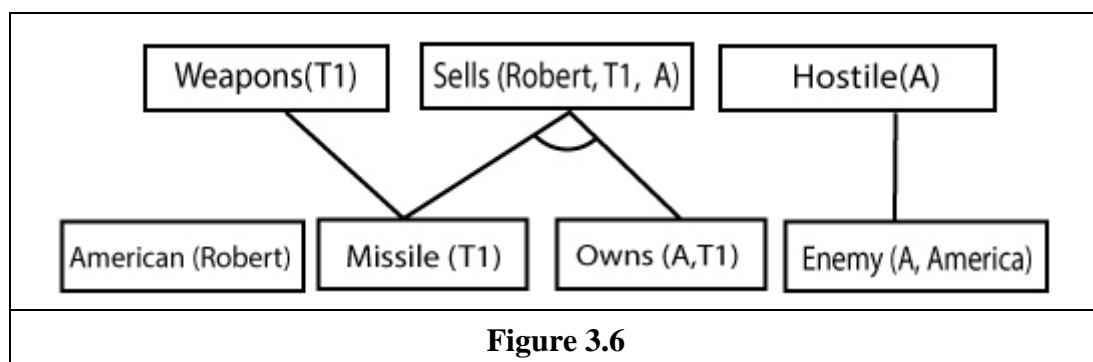 Weapons(T1)
Sells (Robert, T1, A)
Hostile(A)
American (Robert)
Missile (T1)
Owns (A,T1)
Enemy (A, America)
Figure 3.6